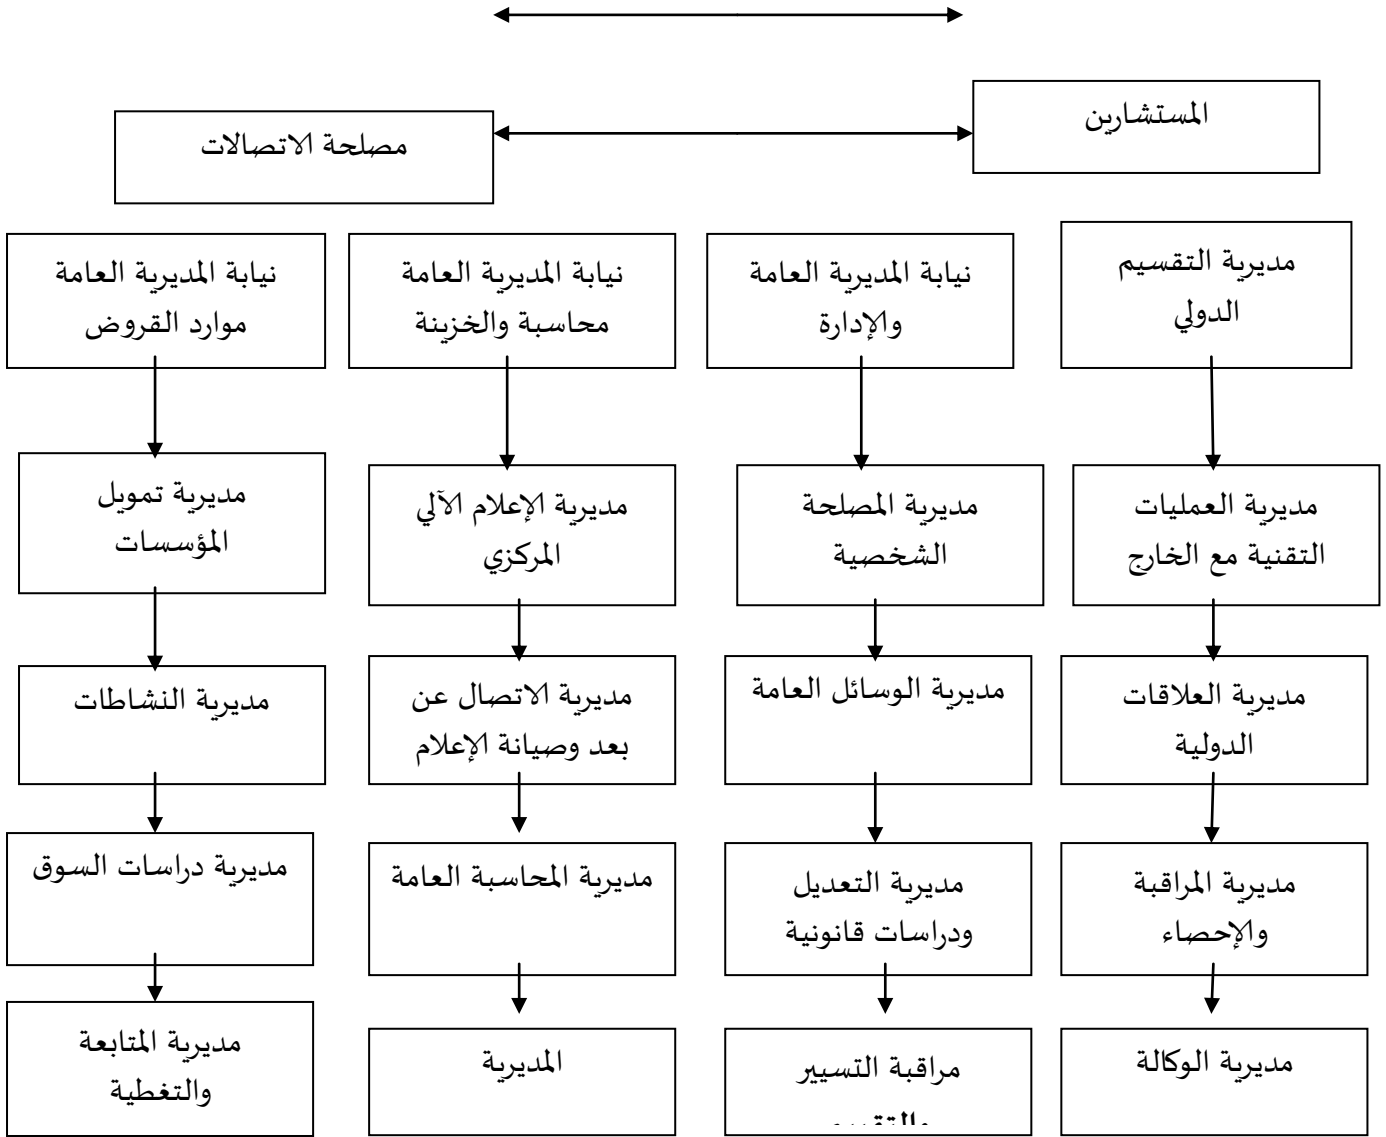 المستشارين
مصلحة الاتصالات
مديرية التقسيم
الدولي
نيابة المديرية العامة
والإدارة
نيابة المديرية العامة
محاسبة والخزينة
نيابة المديرية العامة
موارد القروض
مديرية العمليات
التقنية مع الخارج
مديرية المصلحة
الشخصية
مديرية الإعلام الآلي
المركزي
مديرية تمويل
المؤسسات
مديرية العلاقات
الدولية
مديرية الوسائل العامة
مديرية الاتصال عن
بعد وصيانة الإعلام
مديرية النشاطات
مديرية المراقبة
والإحصاء
مديرية التعديل
ودراسات قانونية
مديرية المحاسبة العامة
مديرية دراسات السوق
مديرية الوكالة
مراقبة التسيير
المديرية
مديرية المتابعة
والتغطية